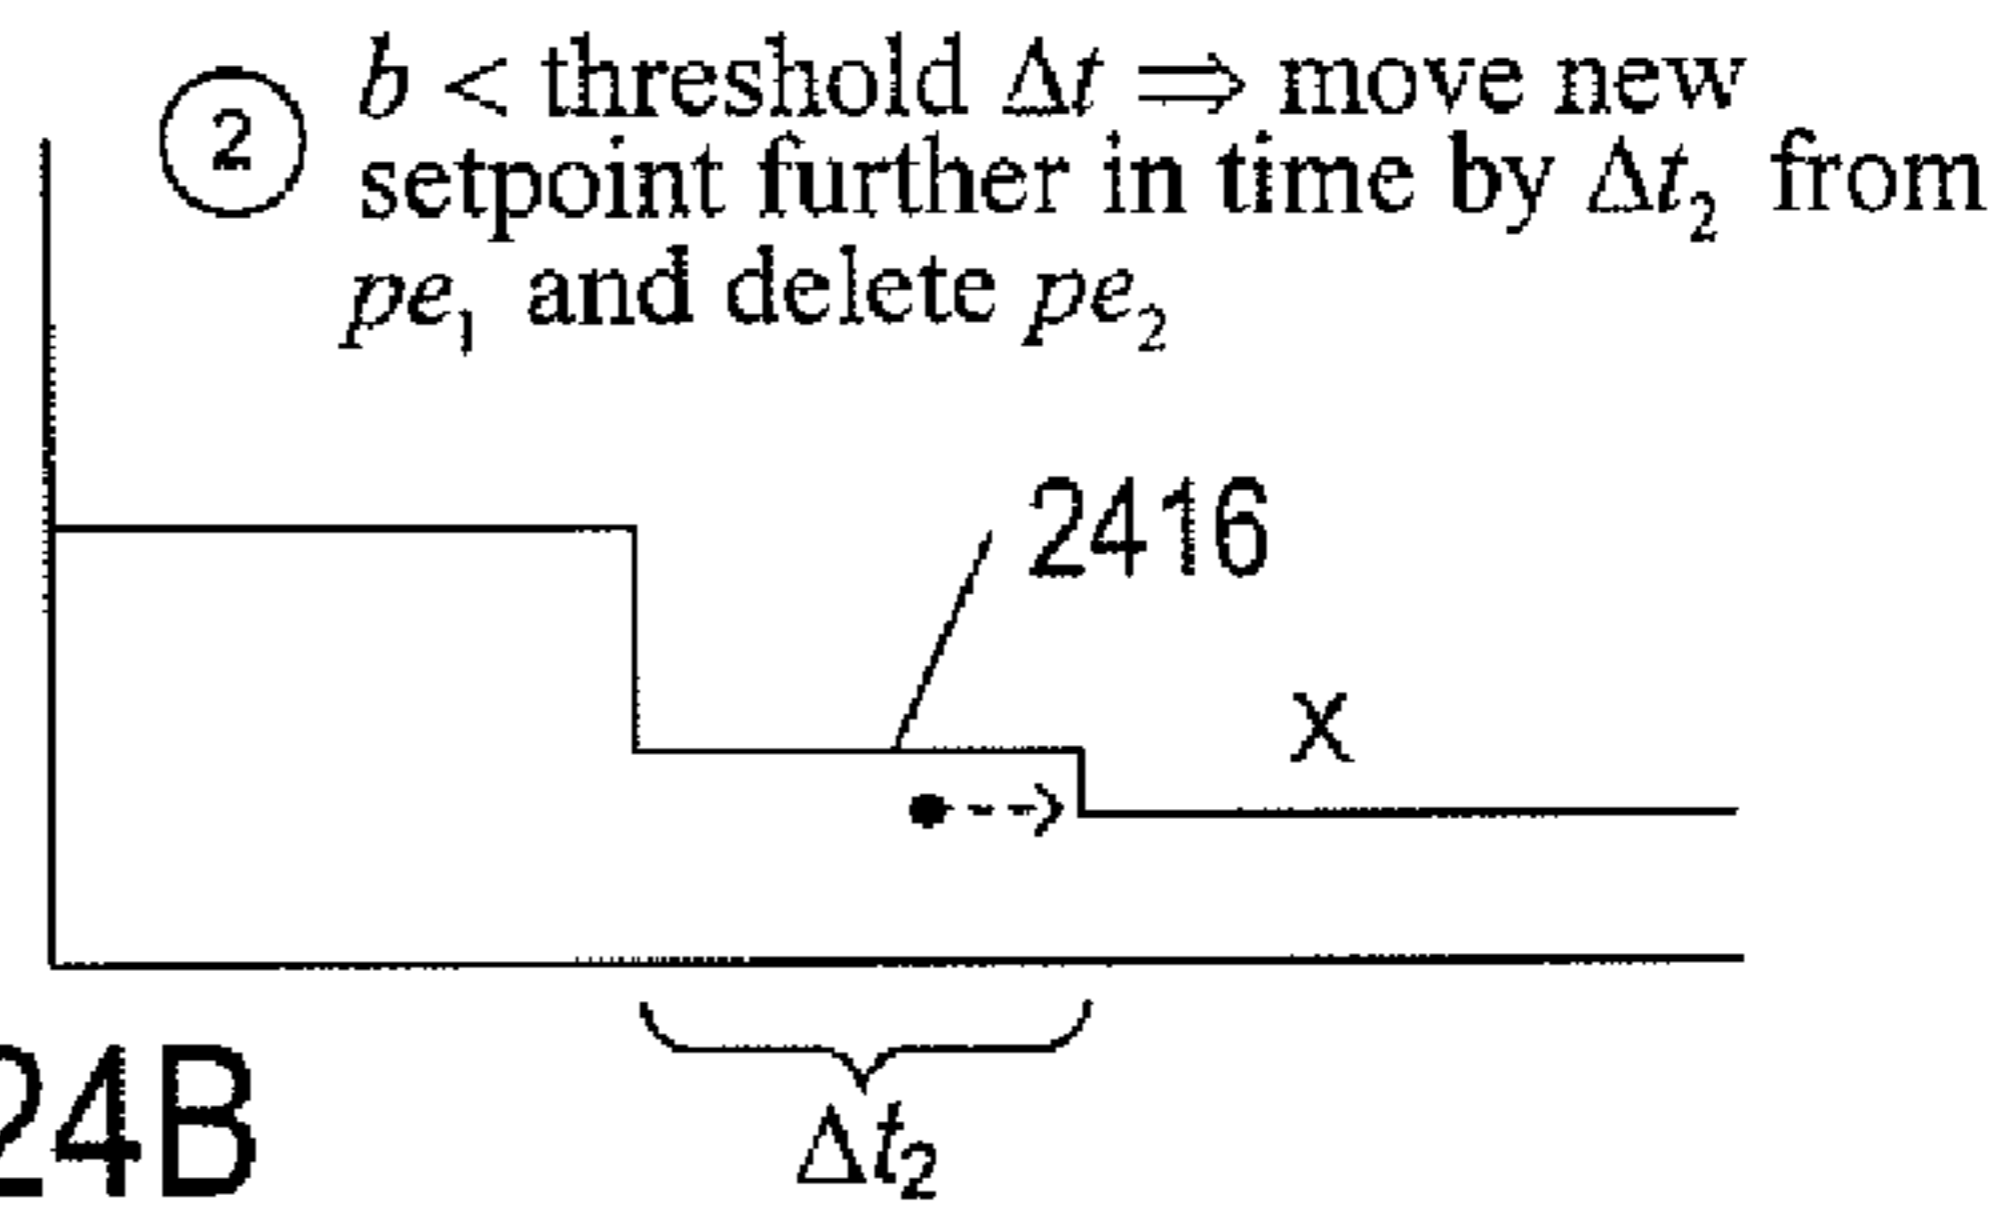 ② b < threshold Δt ⇒ move new
setpoint further in time by Δt₂ from
pe₁ and delete pe₂
2416
X
Δt₂
24B